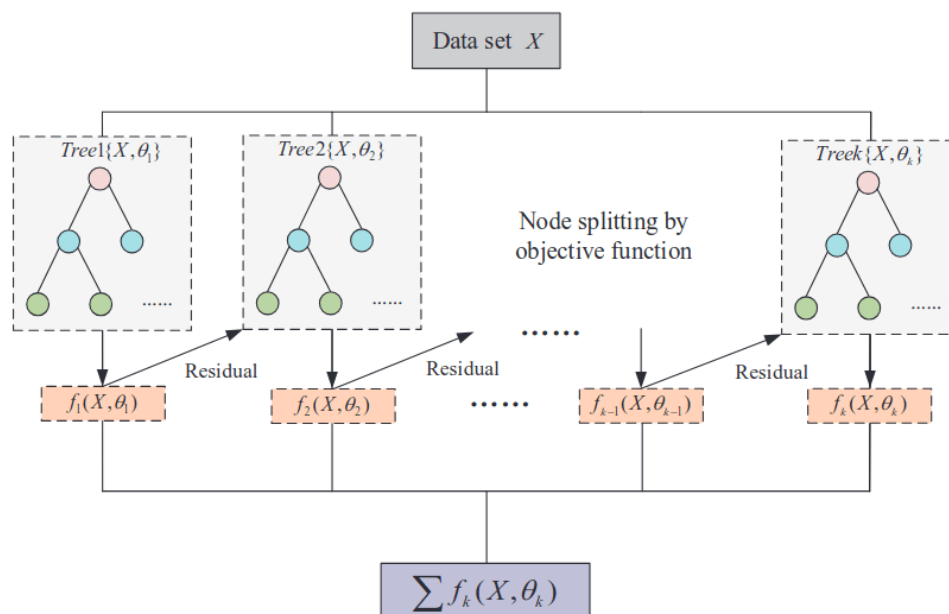 Data set X
Tree1{X,θ₁}
Tree2{X,θ₂}
Treek{X,θₖ}
Node splitting by
objective function
......
......
......
......
Residual
Residual
Residual
f₁(X,θ₁)
f₂(X,θ₂)
......
fₖ₋₁(X,θₖ₋₁)
fₖ(X,θₖ)
∑fₖ(X,θₖ)